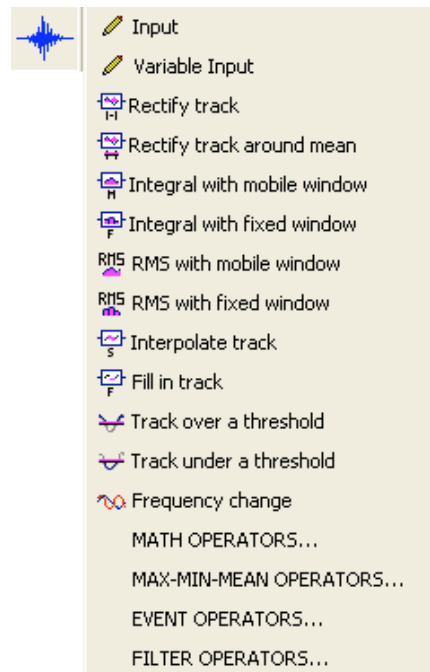 Input
Variable Input
Rectify track
Rectify track around mean
M Integral with mobile window
F Integral with fixed window
RMS RMS with mobile window
RMS RMS with fixed window
S Interpolate track
F Fill in track
Track over a threshold
Track under a threshold
Frequency change
MATH OPERATORS...
MAX-MIN-MEAN OPERATORS...
EVENT OPERATORS...
FILTER OPERATORS...